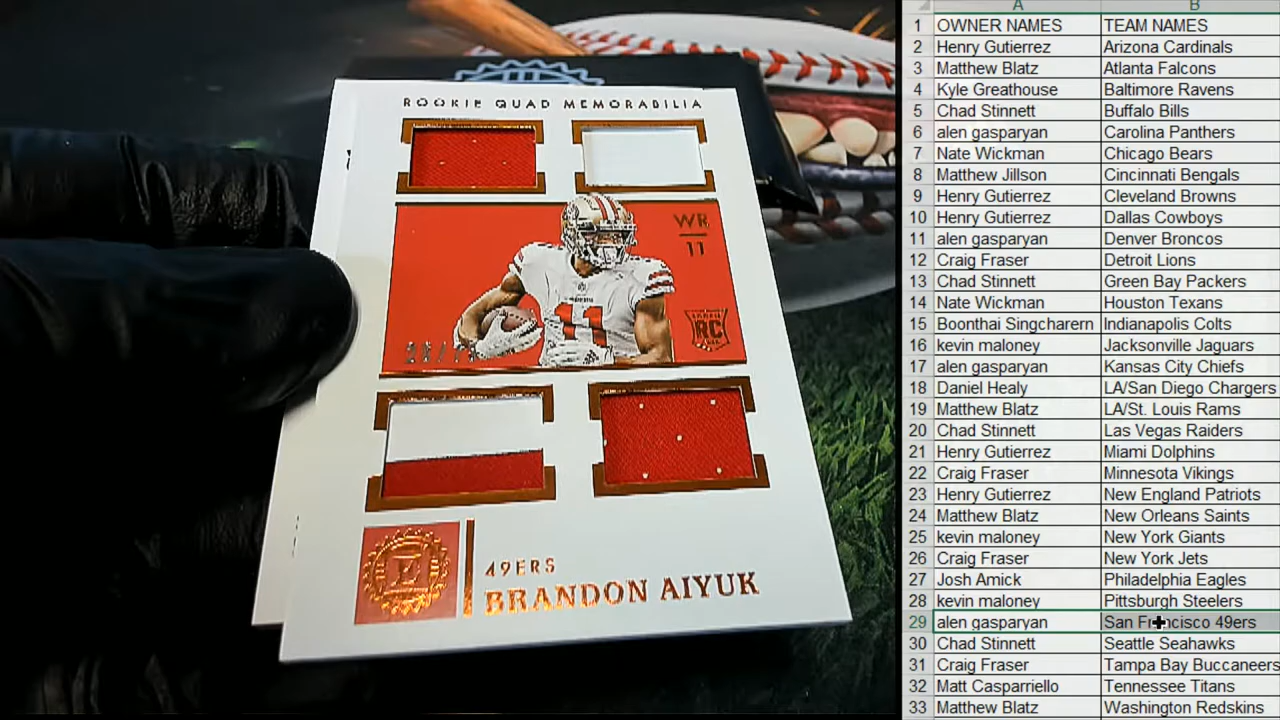 ROOKIE QUAD MEMORABILIA
WR
11
11
RC
E
49ERS
BRANDON AIYUK
A B
1 OWNER NAMES TEAM NAMES
2 Henry Gutierrez Arizona Cardinals
3 Matthew Blatz Atlanta Falcons
4 Kyle Greathouse Baltimore Ravens
5 Chad Stinnett Buffalo Bills
6 alen gasparyan Carolina Panthers
7 Nate Wickman Chicago Bears
8 Matthew Jillson Cincinnati Bengals
9 Henry Gutierrez Cleveland Browns
10 Henry Gutierrez Dallas Cowboys
11 alen gasparyan Denver Broncos
12 Craig Fraser Detroit Lions
13 Chad Stinnett Green Bay Packers
14 Nate Wickman Houston Texans
15 Boonthai Singcharern Indianapolis Colts
16 kevin maloney Jacksonville Jaguars
17 alen gasparyan Kansas City Chiefs
18 Daniel Healy LA/San Diego Chargers
19 Matthew Blatz LA/St. Louis Rams
20 Chad Stinnett Las Vegas Raiders
21 Henry Gutierrez Miami Dolphins
22 Craig Fraser Minnesota Vikings
23 Henry Gutierrez New England Patriots
24 Matthew Blatz New Orleans Saints
25 kevin maloney New York Giants
26 Craig Fraser New York Jets
27 Josh Amick Philadelphia Eagles
28 kevin maloney Pittsburgh Steelers
29 alen gasparyan San Francisco 49ers
30 Chad Stinnett Seattle Seahawks
31 Craig Fraser Tampa Bay Buccaneers
32 Matt Casparriello Tennessee Titans
33 Matthew Blatz Washington Redskins